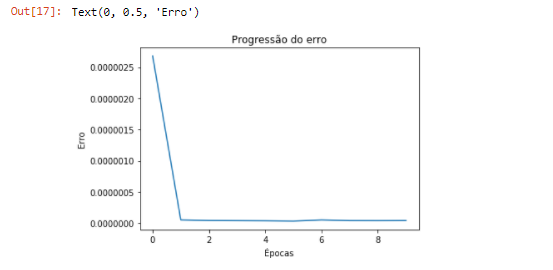 Out[17]: Text(0, 0.5, 'Erro')
Progressão do erro
0.0000025
0.0000020
0.0000015
0.0000010
0.0000005
0.0000000
Erro
0 2 4 6 8
Épocas